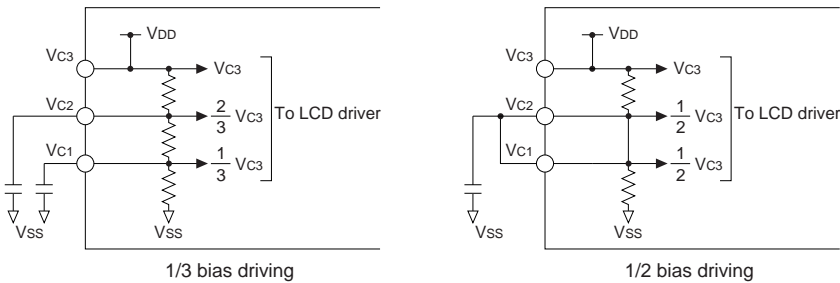 VDD
VC3
VC3
VC2
2
3
VC3
To LCD driver
VC1
1
3
VC3
VSS
VSS
1/3 bias driving
VDD
VC3
VC3
VC2
1
2
VC3
To LCD driver
VC1
1
2
VC3
VSS
VSS
1/2 bias driving